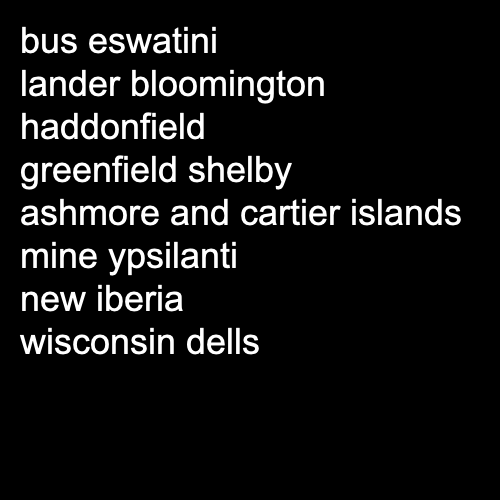 bus eswatini
lander bloomington
haddonfield
greenfield shelby
ashmore and cartier islands
mine ypsilanti
new iberia
wisconsin dells